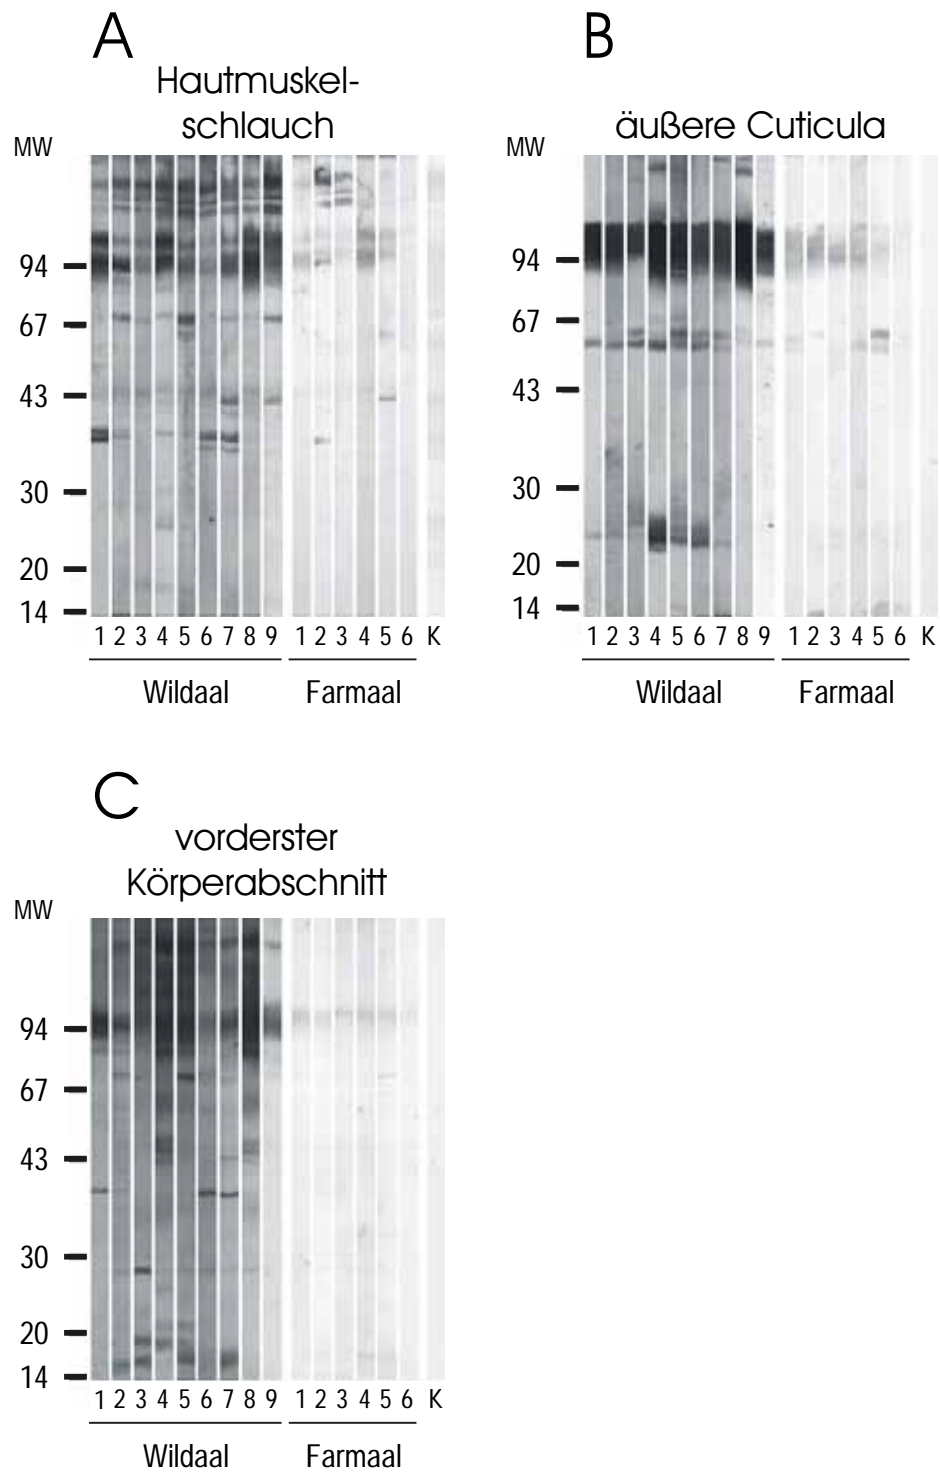 A
Hautmuskel-
schlauch
MW
94
67
43
30
20
14
1 2 3 4 5 6 7 8 9 1 2 3 4 5 6 K
Wildaal Farmaal
B
äußere Cuticula
MW
94
67
43
30
20
14
1 2 3 4 5 6 7 8 9 1 2 3 4 5 6 K
Wildaal Farmaal
C
vorderster
Körperabschnitt
MW
94
67
43
30
20
14
1 2 3 4 5 6 7 8 9 1 2 3 4 5 6 K
Wildaal Farmaal